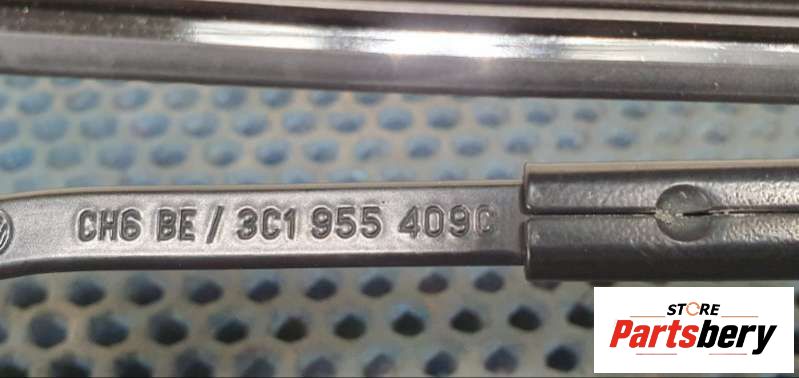 CH6 BE / 3C1 955 409C
STORE
Partsbery